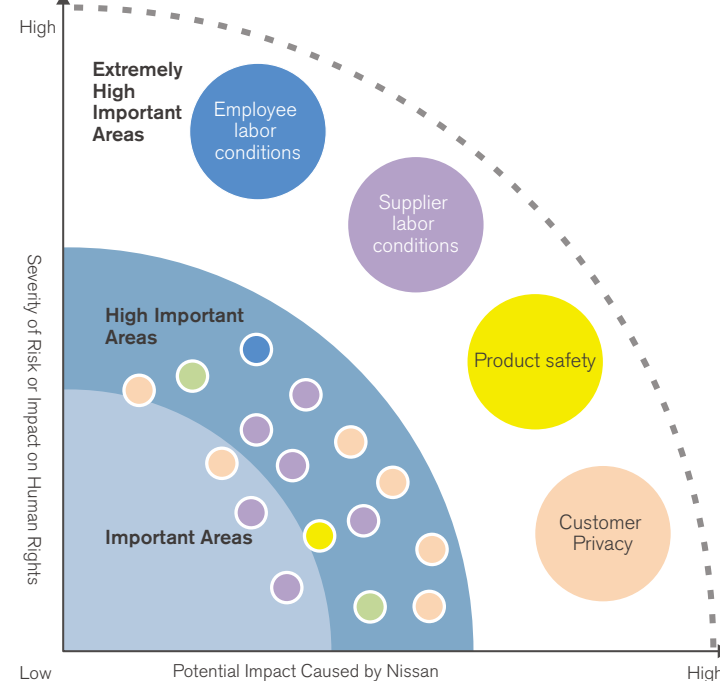 High
Extremely
High
Important
Areas
Employee
labor
conditions
Supplier
labor
conditions
Severity of Risk or Impact on Human Rights
High Important
Areas
Product safety
Customer
Privacy
Important Areas
Low
Potential Impact Caused by Nissan
High